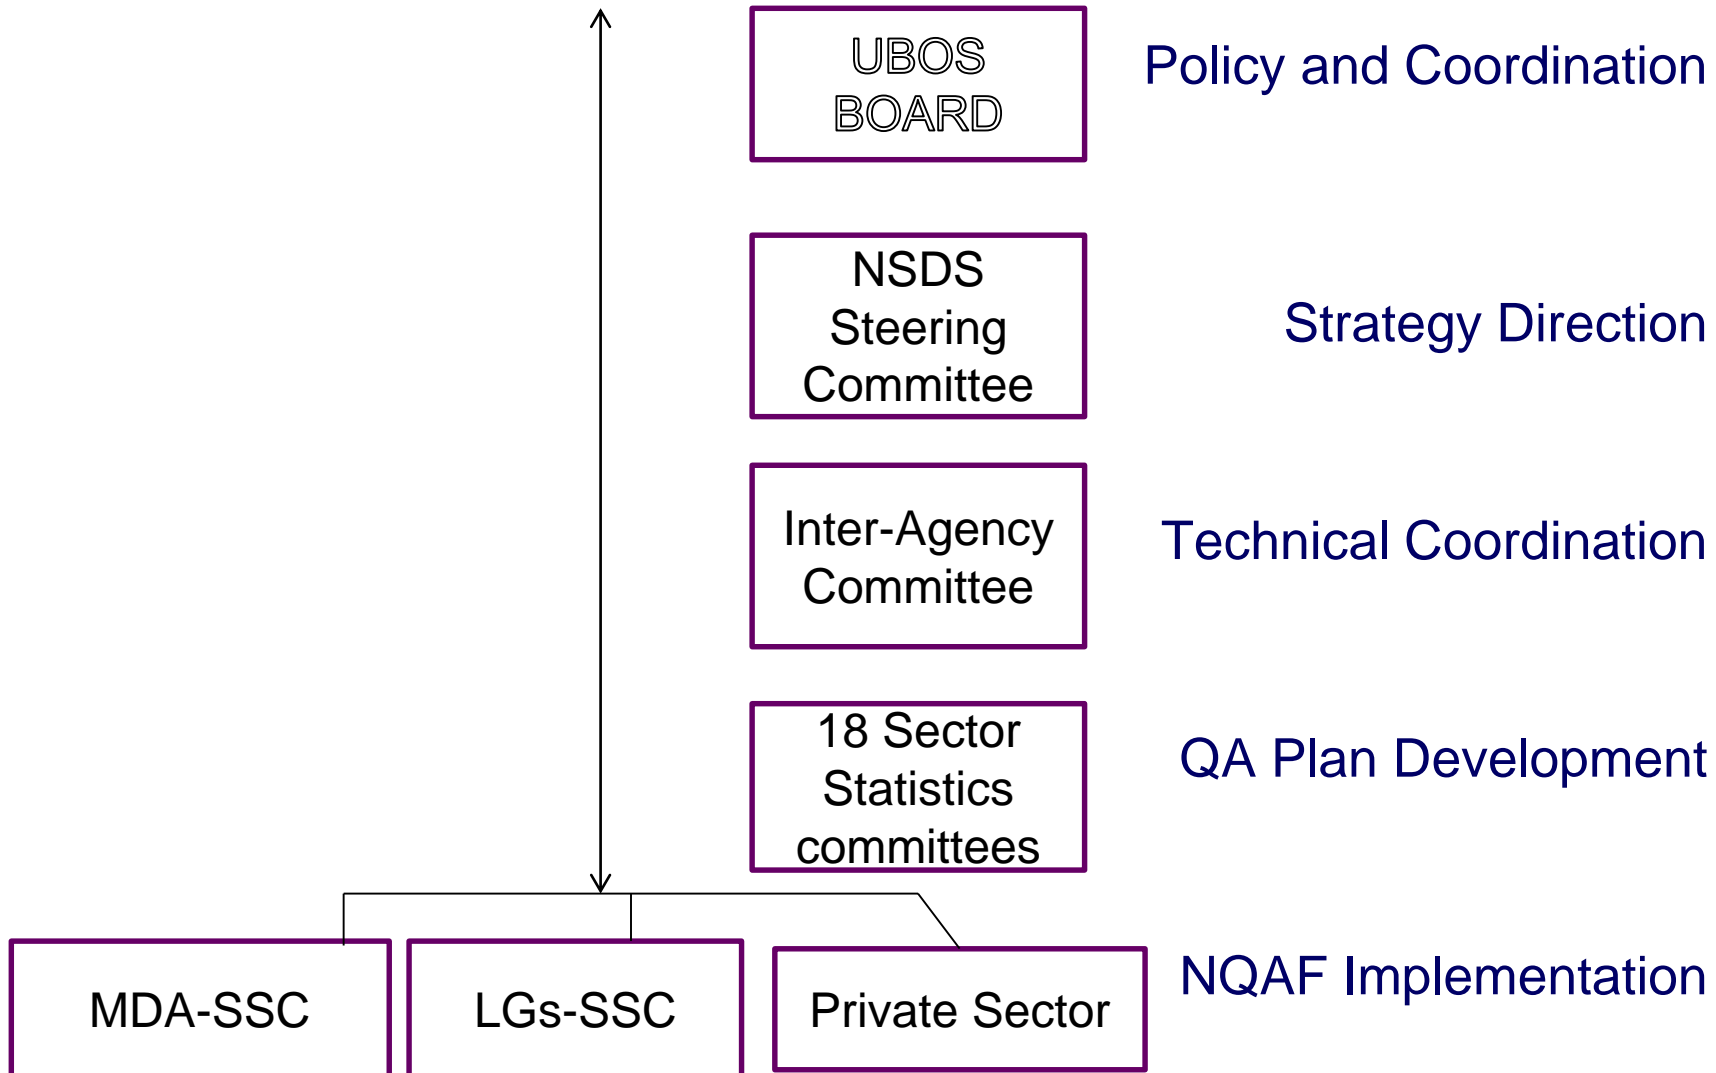 UBOS
BOARD
Policy and Coordination
NSDS
Steering
Committee
Strategy Direction
Inter-Agency
Committee
Technical Coordination
18 Sector
Statistics
committees
QA Plan Development
MDA-SSC
LGs-SSC
Private Sector
NQAF Implementation